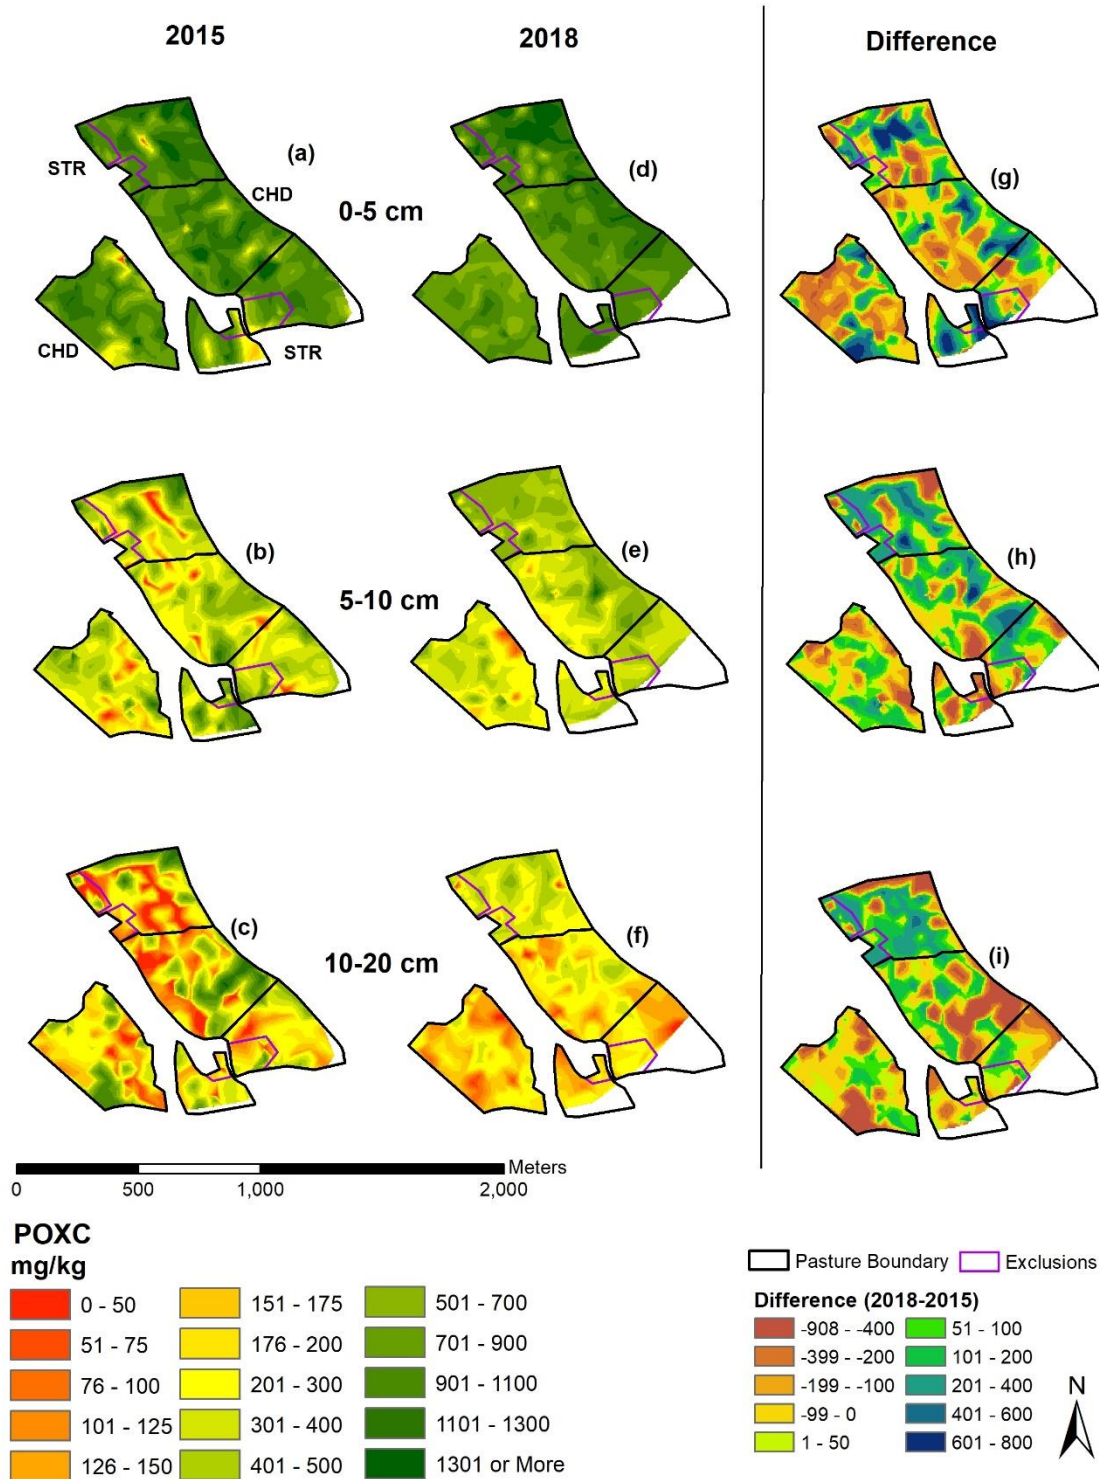 2015 2018 Difference
(a) (d) (g)
STR CHD
0-5 cm
CHD STR
(b) (e) (h)
5-10 cm
(c) (f) (i)
10-20 cm
Meters
0 500 1,000 2,000
POXC
mg/kg
0 - 50 151 - 175 501 - 700
51 - 75 176 - 200 701 - 900
76 - 100 201 - 300 901 - 1100
101 - 125 301 - 400 1101 - 1300
126 - 150 401 - 500 1301 or More
Pasture Boundary Exclusions
Difference (2018-2015)
-908 - -400 51 - 100
-399 - -200 101 - 200
-199 - -100 201 - 400
-99 - 0 401 - 600
1 - 50 601 - 800
N